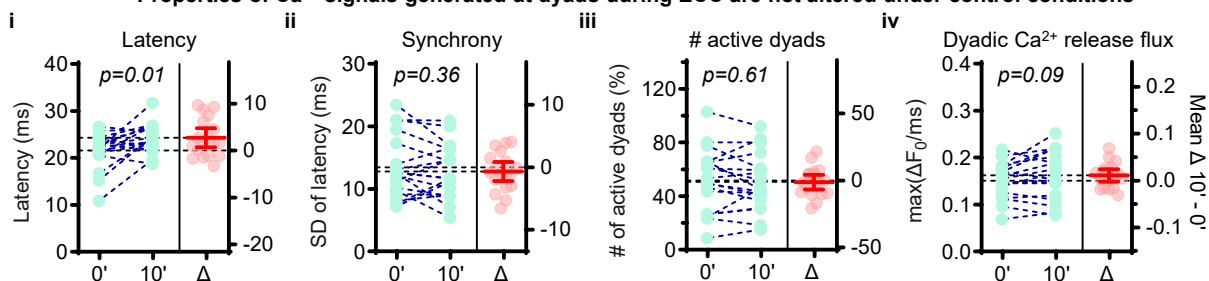 Properties of Ca²⁺ signals generated at dyads during ECC are not altered under control conditions
i
Latency
p=0.01
Latency (ms)
40
30
20
10
0
10
0
-10
-20
0' 10' Δ
ii
Synchrony
p=0.36
SD of latency (ms)
30
20
10
0
10
0
-10
0' 10' Δ
iii
# active dyads
p=0.61
# of active dyads (%)
120
80
40
0
50
0
-50
0' 10' Δ
iv
Dyadic Ca²⁺ release flux
p=0.09
max(ΔF₀/ms)
0.4
0.3
0.2
0.1
0.0
0.2
0.1
0.0
-0.1
Mean Δ 10' - 0'
0' 10' Δ